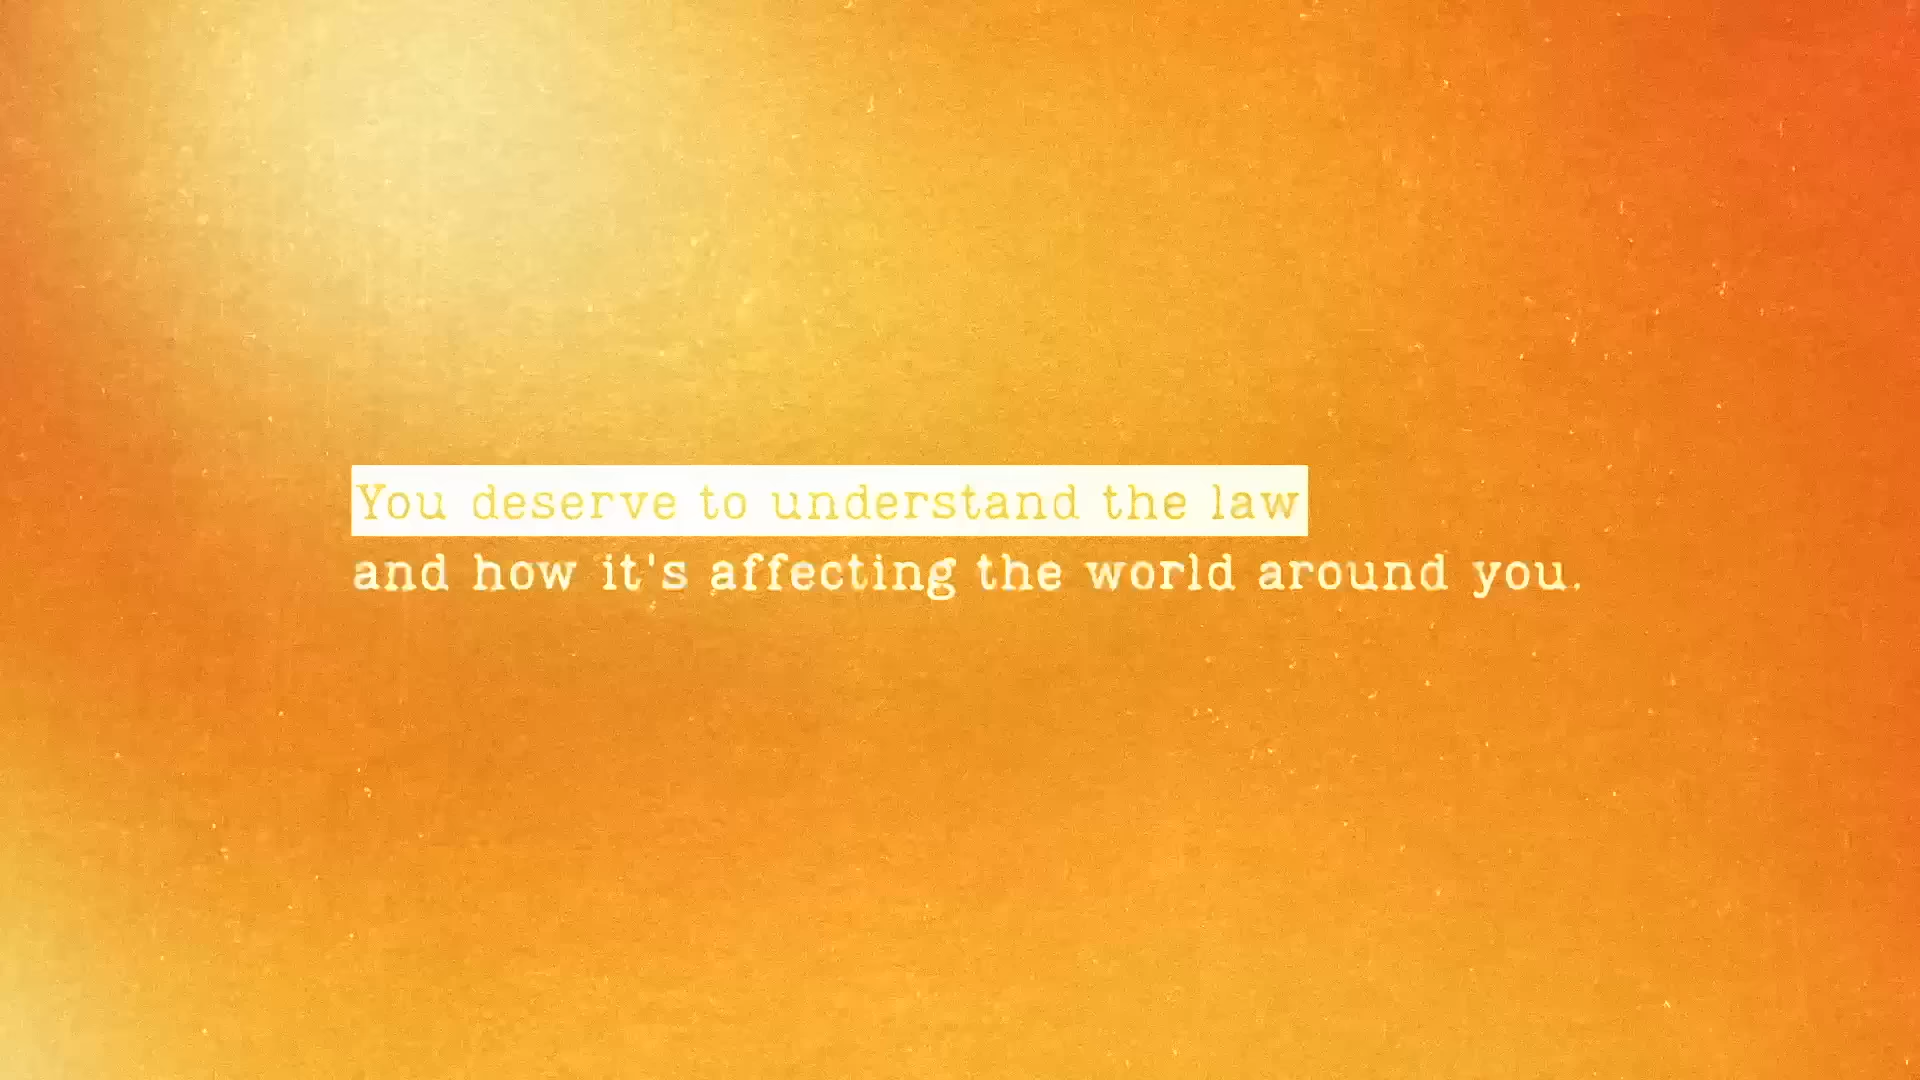 You deserve to understand the law
and how it's affecting the world around you.